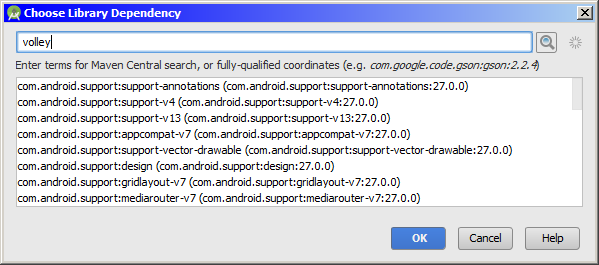 Choose Library Dependency
volley
Enter terms for Maven Central search, or fully-qualified coordinates (e.g. com.google.code.gson:gson:2.2.4)
com.android.support:support-annotations (com.android.support:support-annotations:27.0.0)
com.android.support:support-v4 (com.android.support:support-v4:27.0.0)
com.android.support:support-v13 (com.android.support:support-v13:27.0.0)
com.android.support:appcompat-v7 (com.android.support:appcompat-v7:27.0.0)
com.android.support:support-vector-drawable (com.android.support:support-vector-drawable:27.0.0)
com.android.support:design (com.android.support:design:27.0.0)
com.android.support:gridlayout-v7 (com.android.support:gridlayout-v7:27.0.0)
com.android.support:mediarouter-v7 (com.android.support:mediarouter-v7:27.0.0)
OK Cancel Help